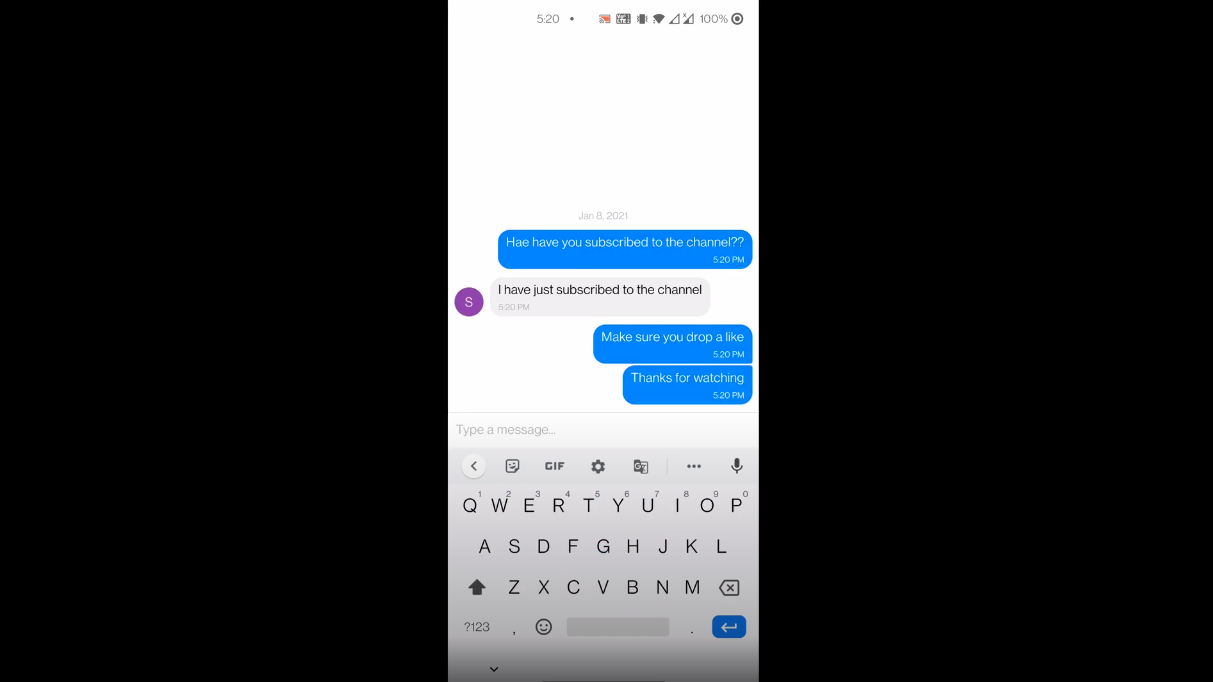 5:20 • 100%
Jan 8, 2021
Hae have you subscribed to the channel??
5:20 PM
I have just subscribed to the channel
S
5:20 PM
Make sure you drop a like
5:20 PM
Thanks for watching
5:20 PM
Type a message...
GIF
1 2 3 4 5 6 7 8 9 0
Q W E R T Y U I O P
A S D F G H J K L
Z X C V B N M
?123 , .